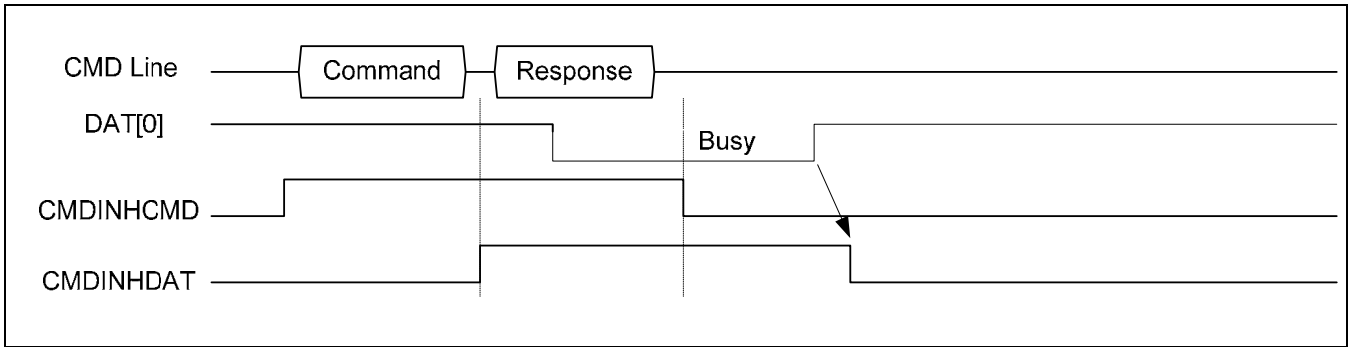 CMD Line
Command
Response
DAT[0]
Busy
CMDINHCMD
CMDINHDAT